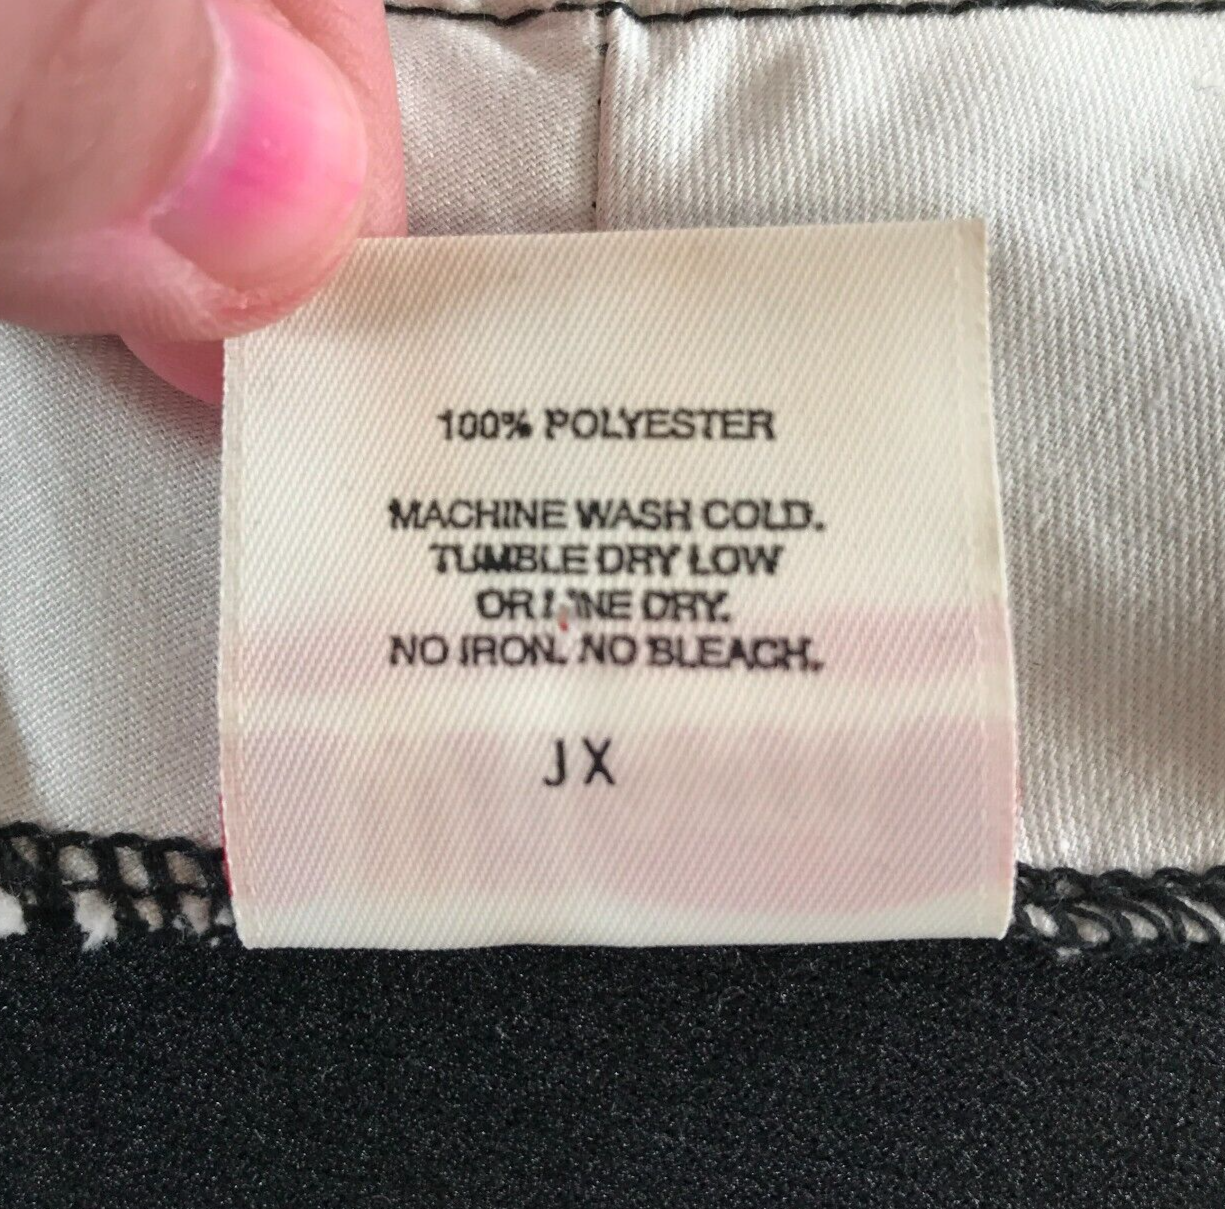 100% POLYESTER
MACHINE WASH COLD.
TUMBLE DRY LOW
OR LINE DRY.
NO IRON. NO BLEACH.
JX